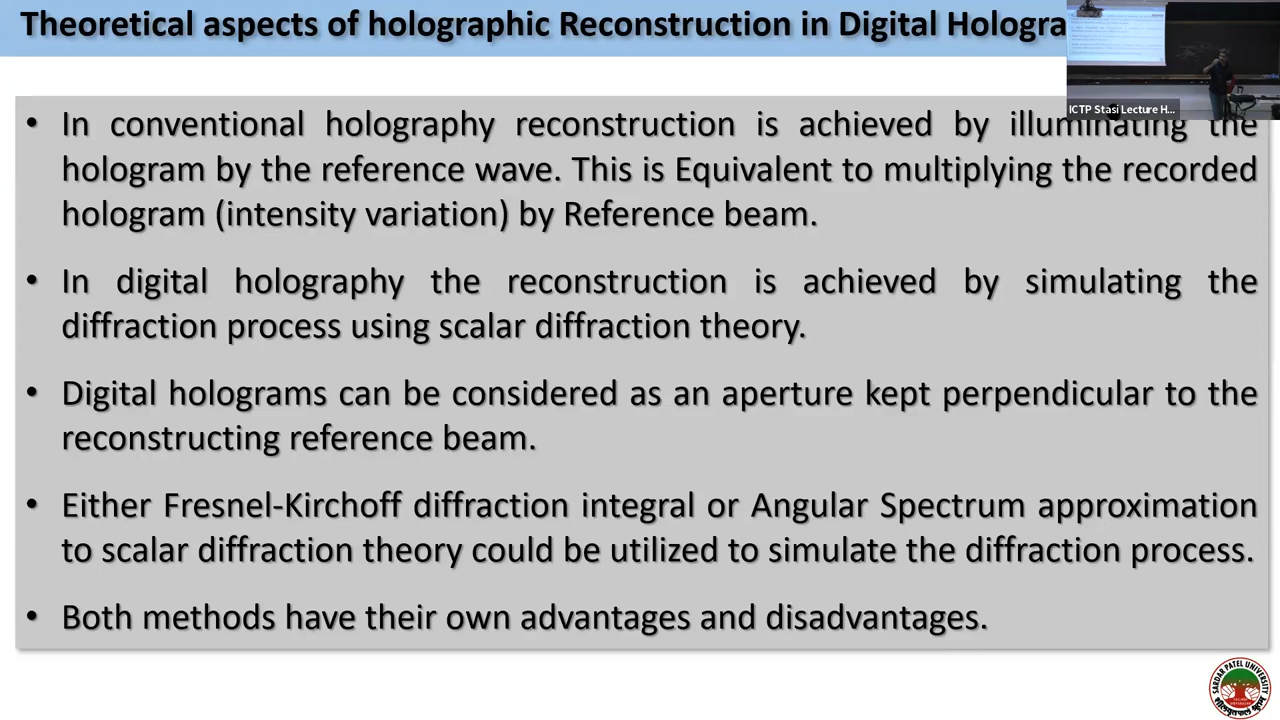 Theoretical aspects of holographic Reconstruction in Digital Hologra
ICTP Stasi Lecture H...
• In conventional holography reconstruction is achieved by illuminating the
hologram by the reference wave. This is Equivalent to multiplying the recorded
hologram (intensity variation) by Reference beam.
• In digital holography the reconstruction is achieved by simulating the
diffraction process using scalar diffraction theory.
• Digital holograms can be considered as an aperture kept perpendicular to the
reconstructing reference beam.
• Either Fresnel-Kirchoff diffraction integral or Angular Spectrum approximation
to scalar diffraction theory could be utilized to simulate the diffraction process.
• Both methods have their own advantages and disadvantages.
SARDAR PATEL UNIVERSITY